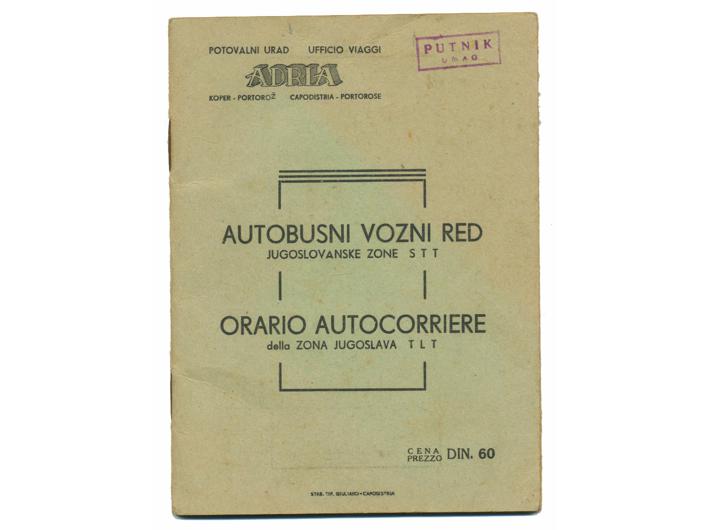 POTOVALNI URAD UFFICIO VIAGGI
ADRIA
KOPER - PORTOROŽ CAPODISTRIA - PORTOROSE
PUTNIK
UMAG
AUTOBUSNI VOZNI RED
JUGOSLOVANSKE ZONE S T T
ORARIO AUTOCORRIERE
della ZONA JUGOSLAVA T L T
CENA
PREZZO DIN. 60
STAB. TIP. GIULIANO - CAPODISTRIA